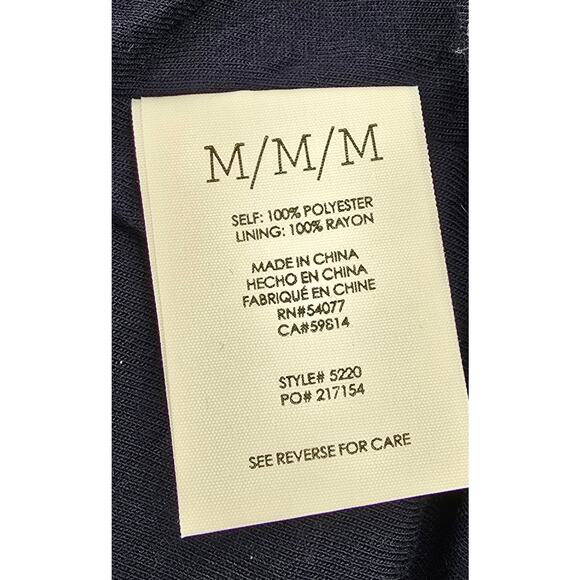 M/M/M
SELF: 100% POLYESTER
LINING: 100% RAYON
MADE IN CHINA
HECHO EN CHINA
FABRIQUÉ EN CHINE
RN#54077
CA#59814
STYLE# 5220
PO# 217154
SEE REVERSE FOR CARE